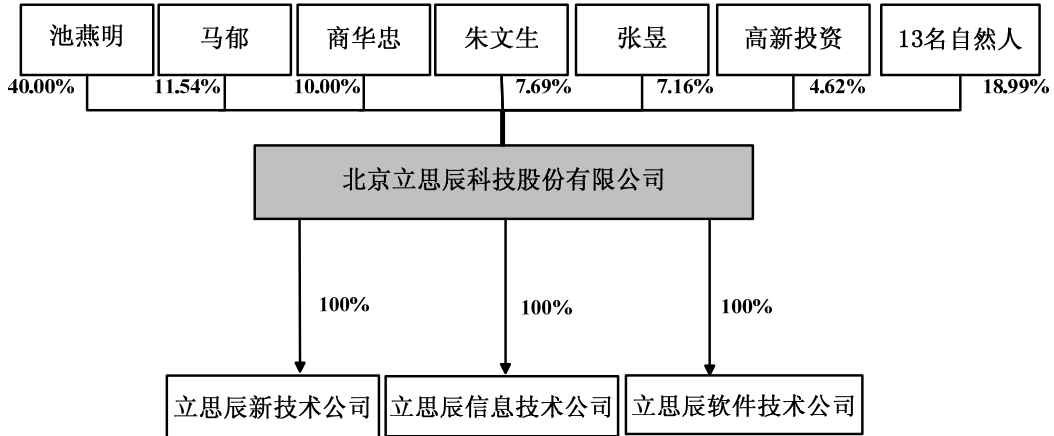 池燕明
马郁
商华忠
朱文生
张昱
高新投资
13名自然人
40.00%
11.54%
10.00%
7.69%
7.16%
4.62%
18.99%
北京立思辰科技股份有限公司
100%
100%
100%
立思辰新技术公司
立思辰信息技术公司
立思辰软件技术公司